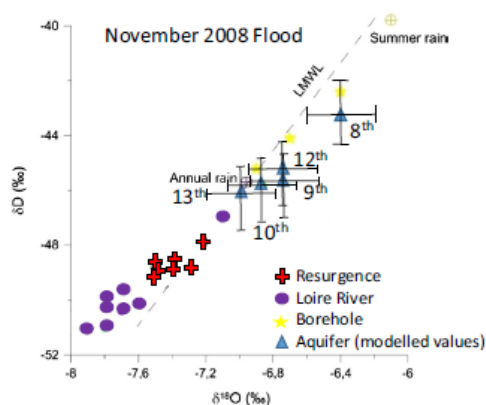 November 2008 Flood
-40
Summer rain
LMWL
δD (‰)
-44
8th
12th
Annual rain
13th
9th
10th
-48
Resurgence
Loire River
Borehole
Aquifer (modelled values)
-52
-8 -7,6 -7,2 -6,8 -6,4 -6
δ18O (‰)